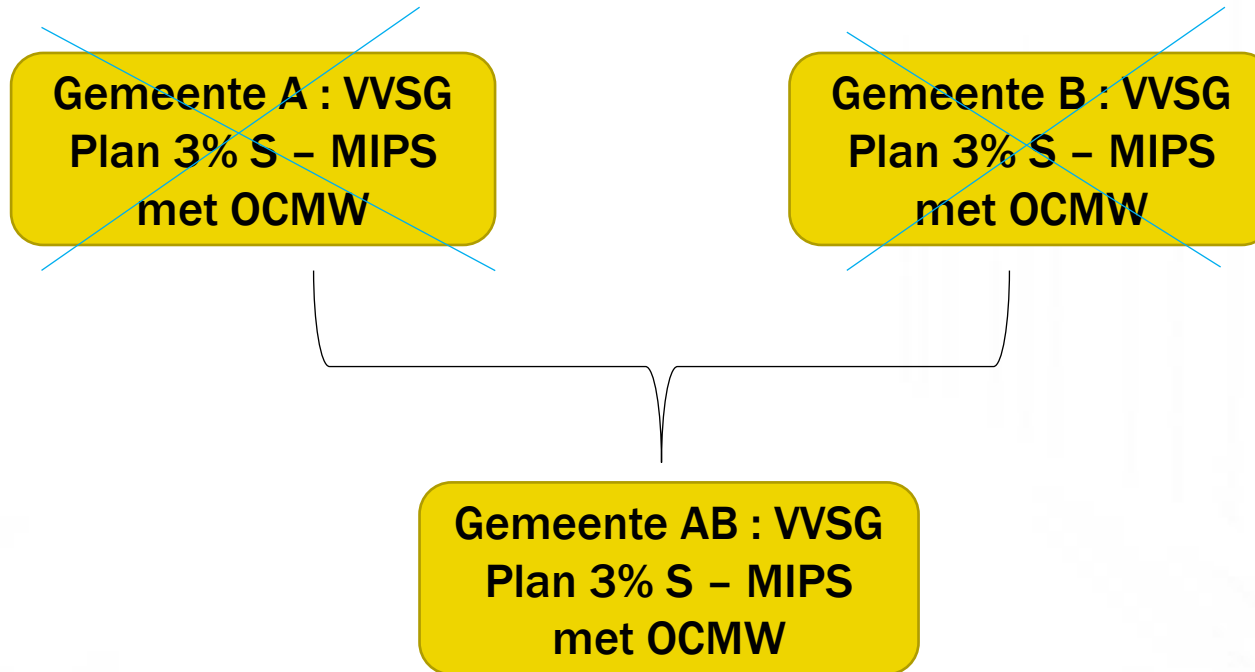 Gemeente A : VVSG
Plan 3% S – MIPS
met OCMW
Gemeente B : VVSG
Plan 3% S – MIPS
met OCMW
Gemeente AB : VVSG
Plan 3% S – MIPS
met OCMW